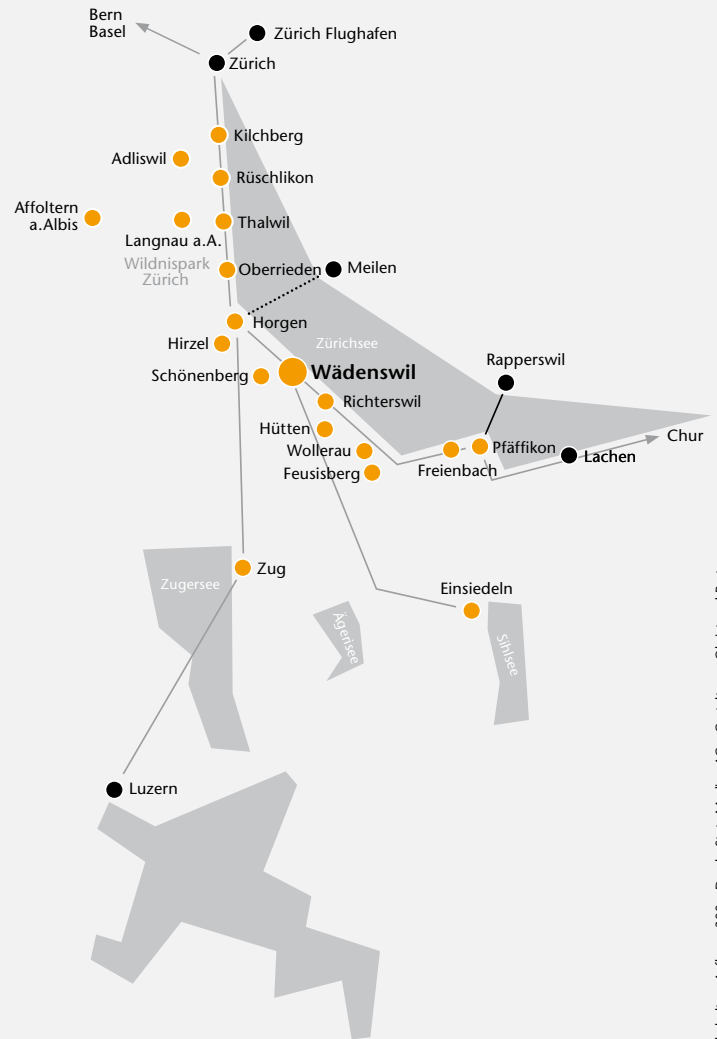 Bern
Basel
Zürich Flughafen
Zürich
Kilchberg
Adliswil
Rüschlikon
Affoltern
a.Albis
Thalwil
Langnau a.A.
Wildnispark
Zürich
Oberrieden
Meilen
Horgen
Hirzel
Zürichsee
Rapperswil
Schönenberg
Wädenswil
Richterswil
Hütten
Chur
Wollerau
Pfäffikon
Lachen
Feusisberg
Freienbach
Zug
Zugersee
Einsiedeln
Ägerisee
Sihlsee
Luzern